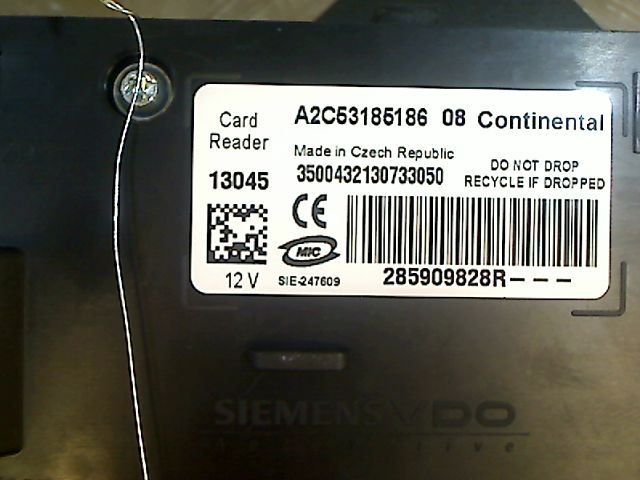 Card Reader
A2C53185186 08 Continental
Made in Czech Republic
DO NOT DROP
RECYCLE IF DROPPED
13045
3500432130733050
CE
MIC
12 V
SIE-247609
285909828R---
SIEMENS VDO
Automotive